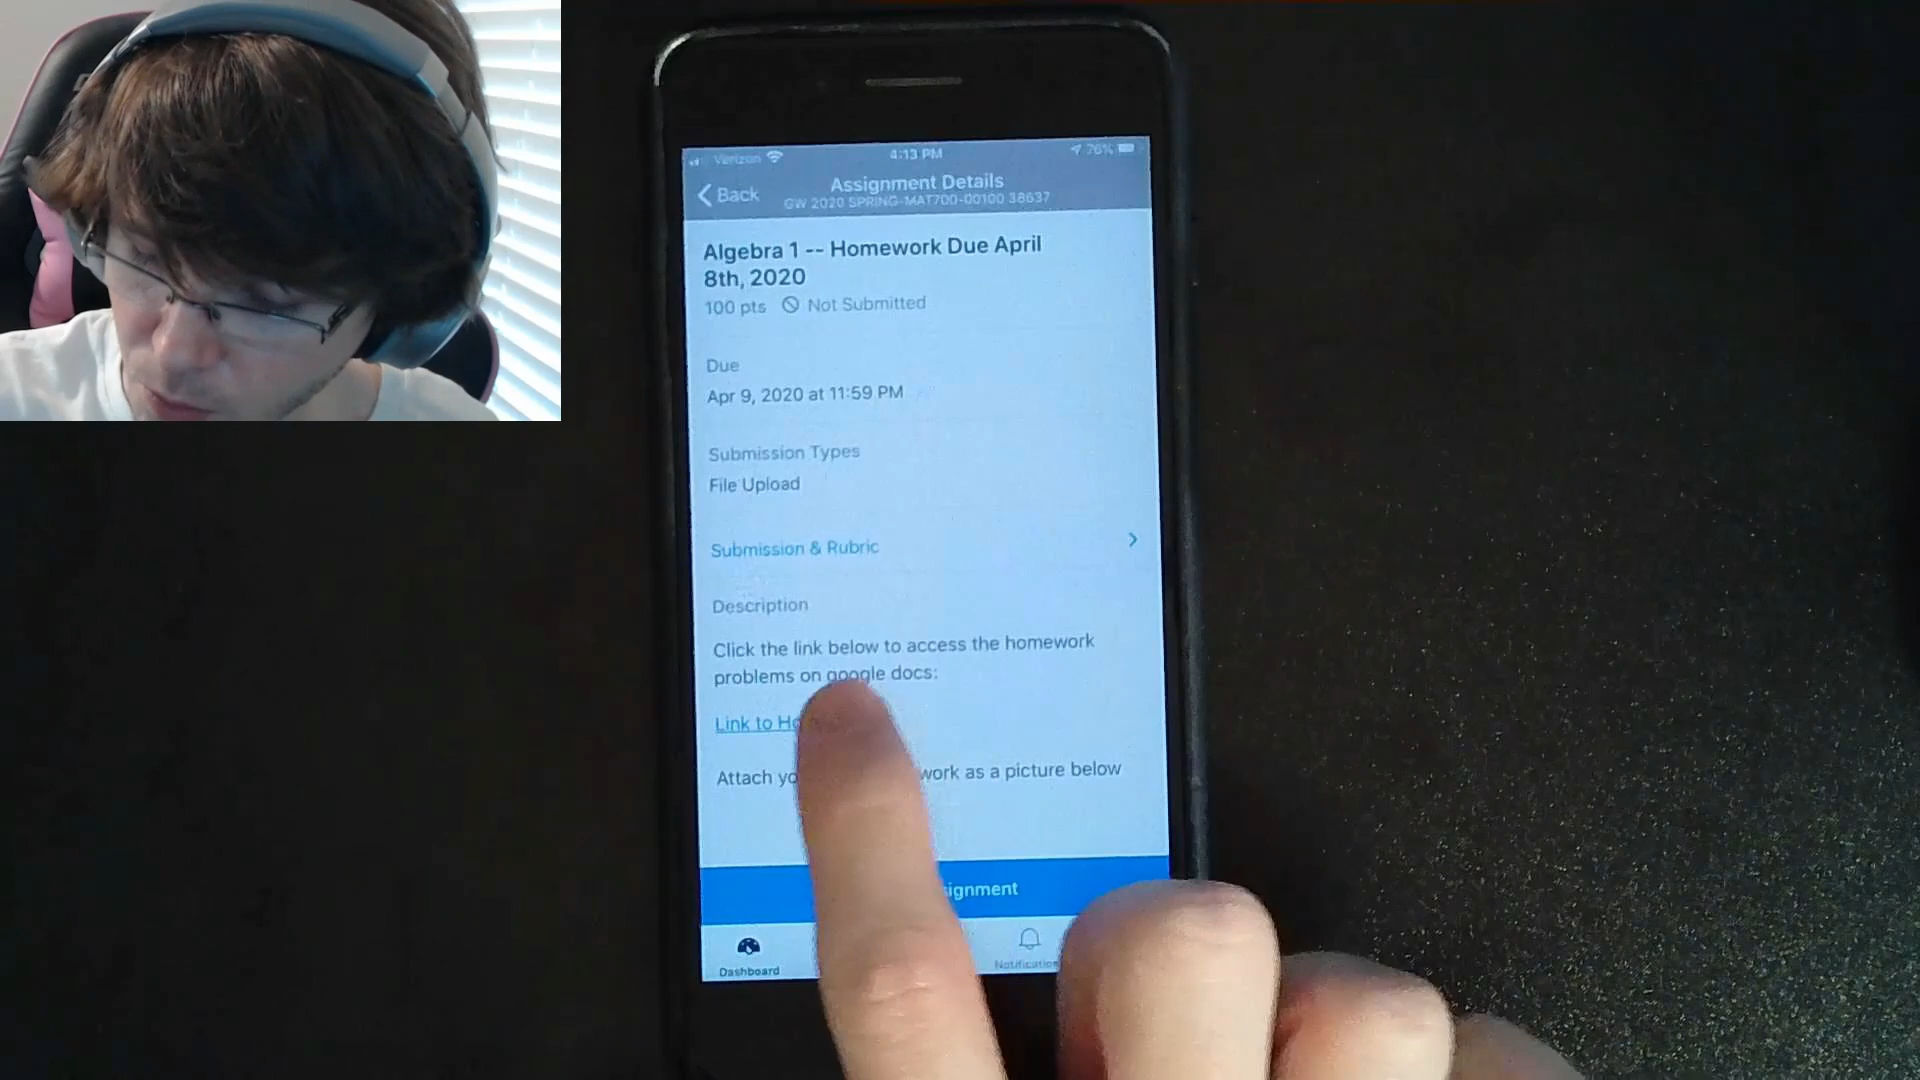 Verizon 4:13 PM 76%
Back Assignment Details
GW 2020 SPRING-MAT700-00100 38637
Algebra 1 -- Homework Due April
8th, 2020
100 pts Not Submitted
Due
Apr 9, 2020 at 11:59 PM
Submission Types
File Upload
Submission & Rubric
Description
Click the link below to access the homework
problems on google docs:
Link to
Attach work as a picture below
Dashboard